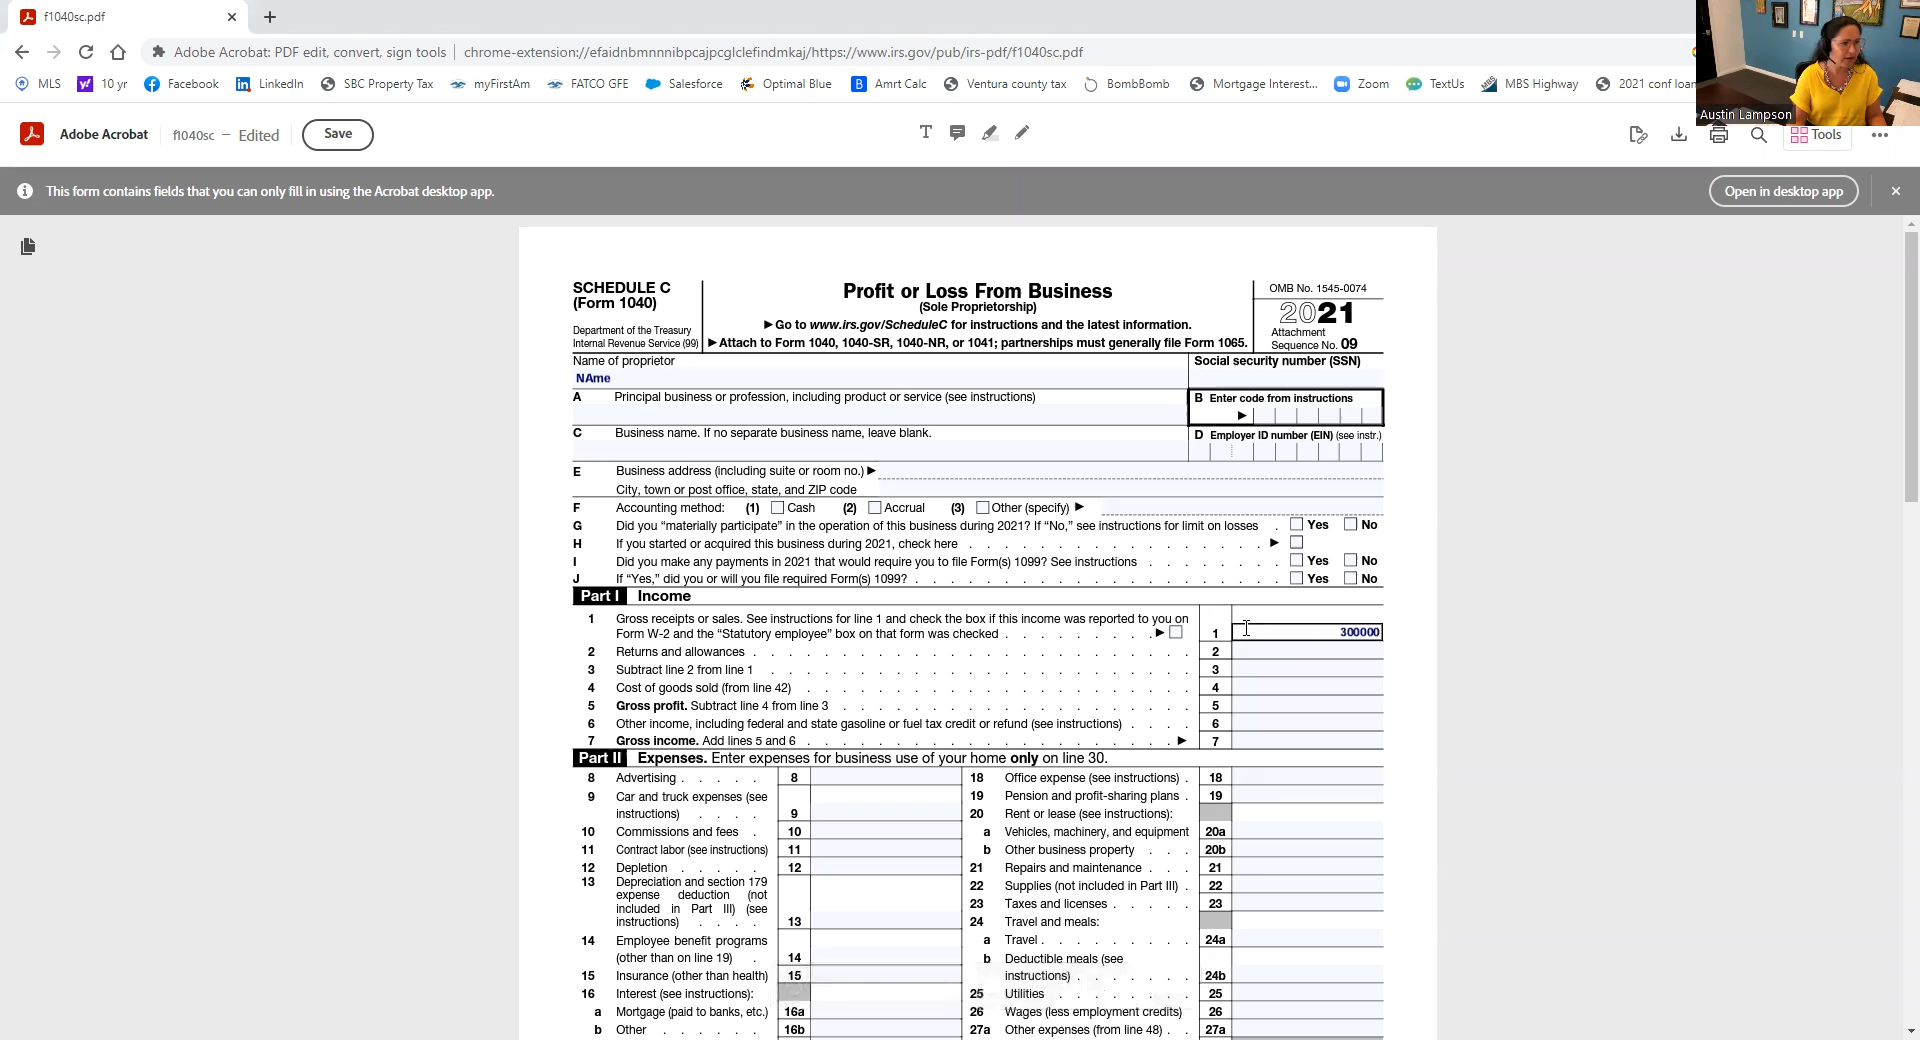 f1040sc.pdf
Adobe Acrobat: PDF edit, convert, sign tools | chrome-extension://efaidnbmnnnibpcajpcglclefindmkaj/https://www.irs.gov/pub/irs-pdf/f1040sc.pdf
MLS 10 yr Facebook LinkedIn SBC Property Tax myFirstAm FATCO GFE Salesforce Optimal Blue Amrt Calc Ventura county tax BombBomb Mortgage Interest... Zoom TextUs MBS Highway 2021 conf loan
Austin Lampson
Adobe Acrobat f1040sc – Edited Save Tools
This form contains fields that you can only fill in using the Acrobat desktop app. Open in desktop app
SCHEDULE C
(Form 1040)
Department of the Treasury
Internal Revenue Service (99)
Profit or Loss From Business
(Sole Proprietorship)
▶ Go to www.irs.gov/ScheduleC for instructions and the latest information.
▶ Attach to Form 1040, 1040-SR, 1040-NR, or 1041; partnerships must generally file Form 1065.
OMB No. 1545-0074
2021
Attachment
Sequence No. 09
Name of proprietor
NAme
Social security number (SSN)
A Principal business or profession, including product or service (see instructions)
B Enter code from instructions
▶
C Business name. If no separate business name, leave blank.
D Employer ID number (EIN) (see instr.)
E Business address (including suite or room no.) ▶
City, town or post office, state, and ZIP code
F Accounting method: (1) Cash (2) Accrual (3) Other (specify) ▶
G Did you “materially participate” in the operation of this business during 2021? If “No,” see instructions for limit on losses . Yes No
H If you started or acquired this business during 2021, check here ▶
I Did you make any payments in 2021 that would require you to file Form(s) 1099? See instructions Yes No
J If “Yes,” did you or will you file required Form(s) 1099? Yes No
Part I Income
1 Gross receipts or sales. See instructions for line 1 and check the box if this income was reported to you on
Form W-2 and the “Statutory employee” box on that form was checked ▶ 1 300000
2 Returns and allowances 2
3 Subtract line 2 from line 1 3
4 Cost of goods sold (from line 42) 4
5 Gross profit. Subtract line 4 from line 3 5
6 Other income, including federal and state gasoline or fuel tax credit or refund (see instructions) 6
7 Gross income. Add lines 5 and 6 ▶ 7
Part II Expenses. Enter expenses for business use of your home only on line 30.
8 Advertising 8
9 Car and truck expenses (see
instructions) 9
10 Commissions and fees 10
11 Contract labor (see instructions) 11
12 Depletion 12
13 Depreciation and section 179
expense deduction (not
included in Part III) (see
instructions) 13
14 Employee benefit programs
(other than on line 19) 14
15 Insurance (other than health) 15
16 Interest (see instructions):
a Mortgage (paid to banks, etc.) 16a
b Other 16b
18 Office expense (see instructions) 18
19 Pension and profit-sharing plans 19
20 Rent or lease (see instructions):
a Vehicles, machinery, and equipment 20a
b Other business property 20b
21 Repairs and maintenance 21
22 Supplies (not included in Part III) 22
23 Taxes and licenses 23
24 Travel and meals:
a Travel 24a
b Deductible meals (see
instructions) 24b
25 Utilities 25
26 Wages (less employment credits) 26
27a Other expenses (from line 48) 27a